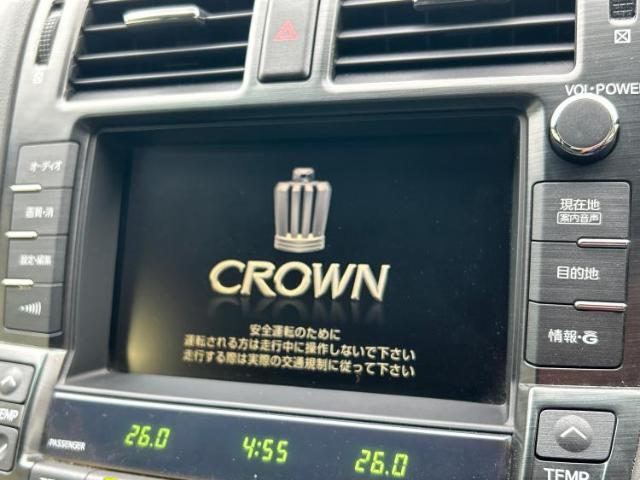 VOL・POWER
オーディオ
画質・消
設定・編集
現在地
案内音声
目的地
情報・G
CROWN
安全運転のために
運転される方は走行中に操作しないで下さい
走行する際は実際の交通規制に従って下さい
TEMP
PASSENGER
26.0
4:55
26.0
TEMP